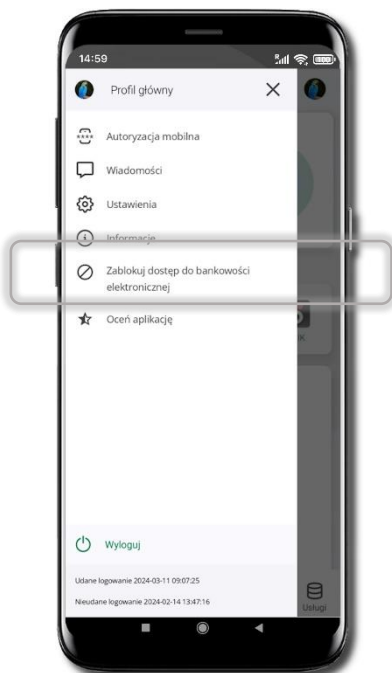 14:59
Profil główny
Autoryzacja mobilna
Wiadomości
Ustawienia
Informacje
Zablokuj dostęp do bankowości
elektronicznej
Oceń aplikację
Wyloguj
Udane logowanie 2024-03-11 09:07:25
Nieudane logowanie 2024-02-14 13:47:16
Usługi